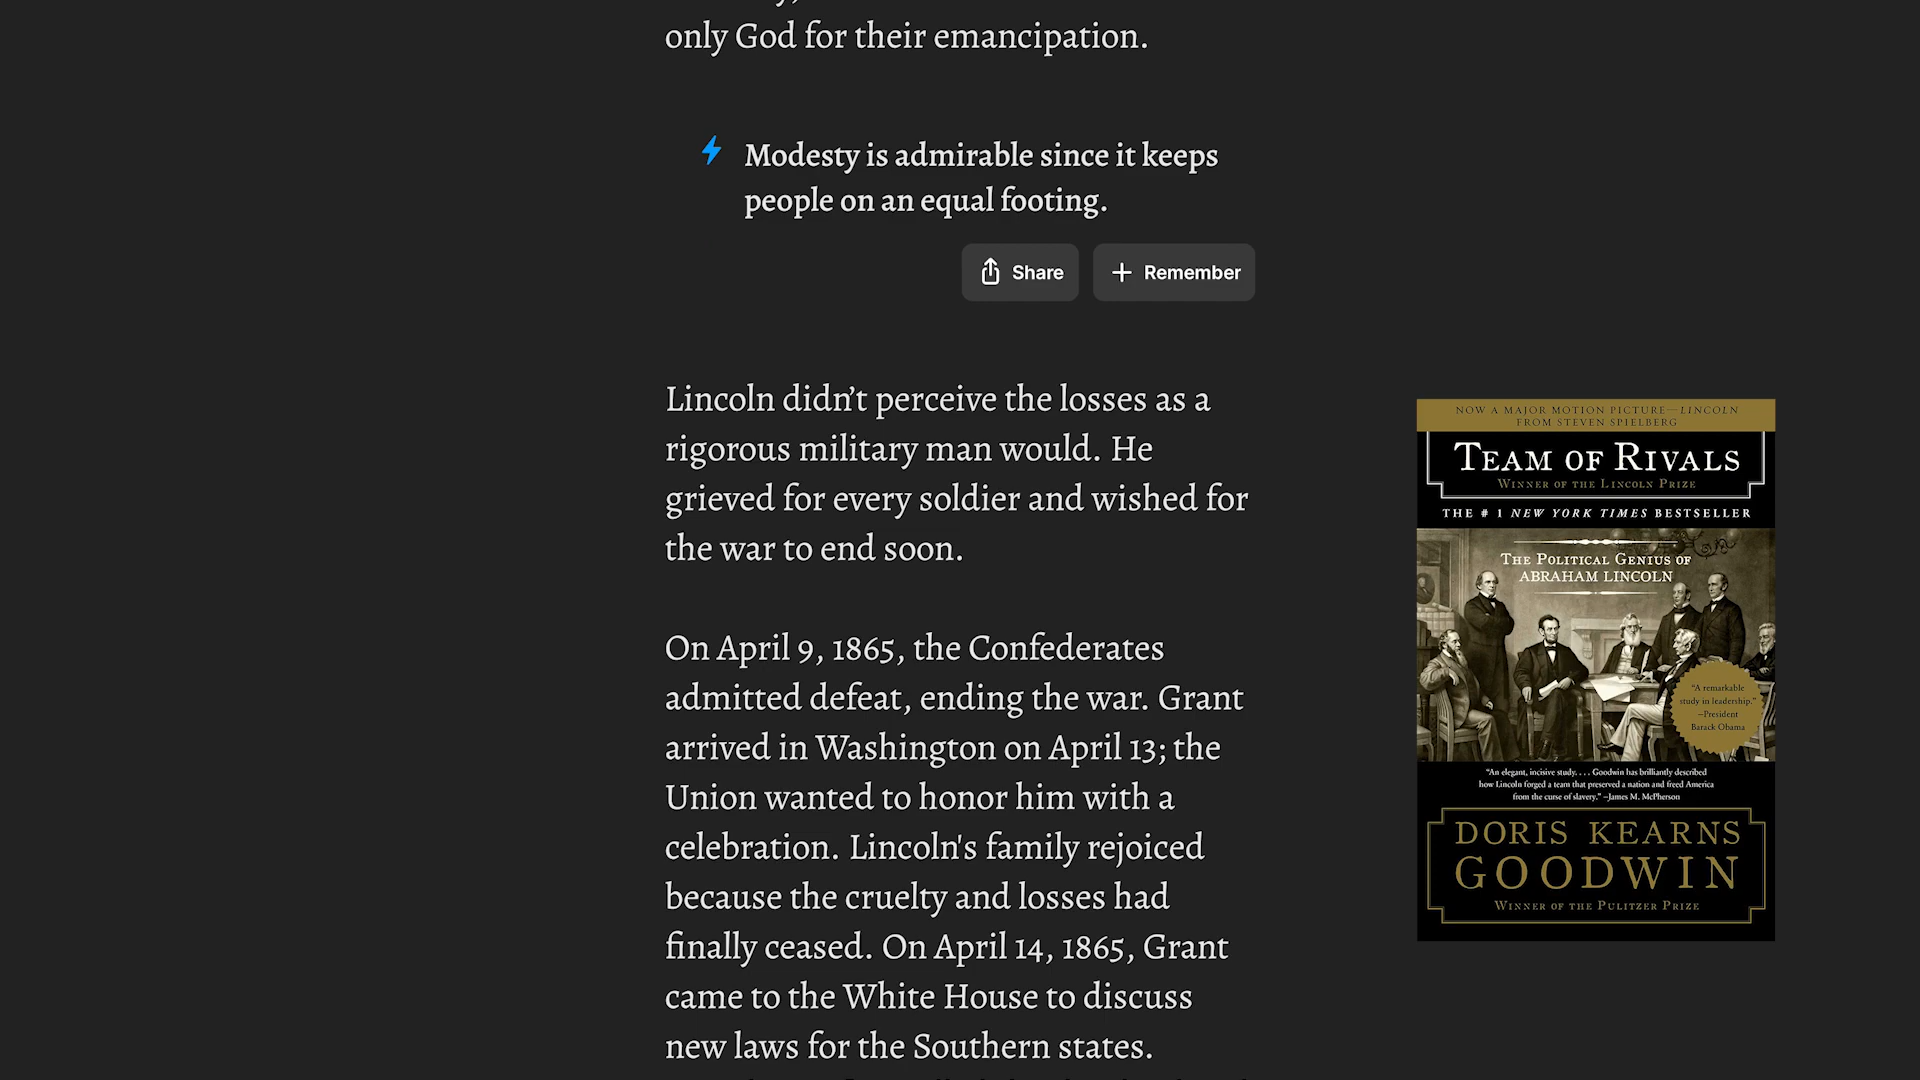 only God for their emancipation.
Modesty is admirable since it keeps
people on an equal footing.
Share
Remember
Lincoln didn’t perceive the losses as a
rigorous military man would. He
grieved for every soldier and wished for
the war to end soon.
On April 9, 1865, the Confederates
admitted defeat, ending the war. Grant
arrived in Washington on April 13; the
Union wanted to honor him with a
celebration. Lincoln's family rejoiced
because the cruelty and losses had
finally ceased. On April 14, 1865, Grant
came to the White House to discuss
new laws for the Southern states.
NOW A MAJOR MOTION PICTURE—LINCOLN
FROM STEVEN SPIELBERG
TEAM OF RIVALS
WINNER OF THE LINCOLN PRIZE
THE # 1 NEW YORK TIMES BESTSELLER
THE POLITICAL GENIUS OF
ABRAHAM LINCOLN
“A remarkable
study in leadership.”
—President
Barack Obama
“An elegant, incisive study. . . . Goodwin has brilliantly described
how Lincoln forged a team that preserved a nation and freed America
from the curse of slavery.” —James M. McPherson
DORIS KEARNS
GOODWIN
WINNER OF THE PULITZER PRIZE